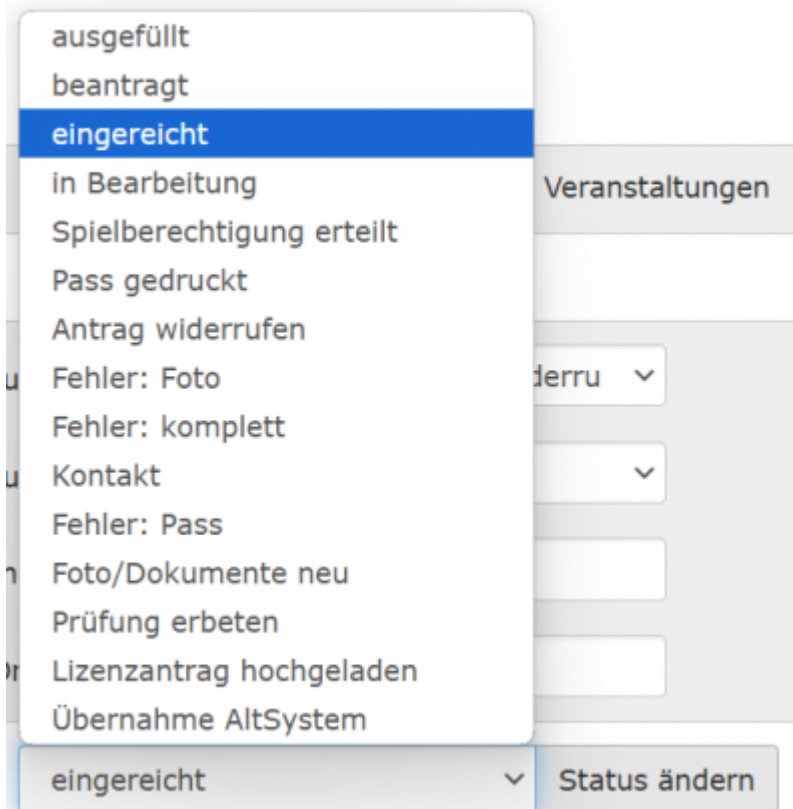 ausgefüllt
beantragt
eingereicht
in Bearbeitung
Veranstaltungen
Spielberechtigung erteilt
Pass gedruckt
Antrag widerrufen
Fehler: Foto
derru
Fehler: komplett
Kontakt
Fehler: Pass
Foto/Dokumente neu
Prüfung erbeten
Lizenzantrag hochgeladen
Übernahme AltSystem
eingereicht
Status ändern